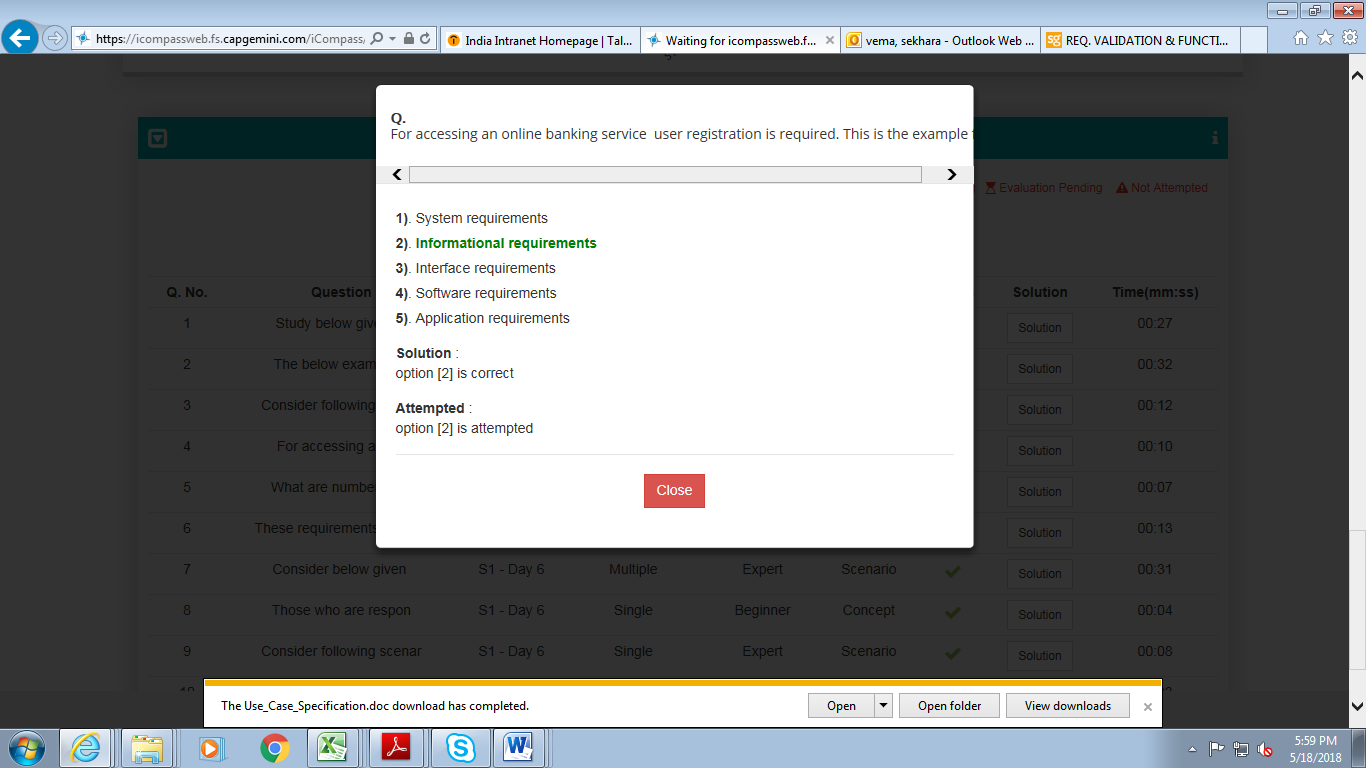 https://icompassweb.fs.capgemini.com/iCompass/
India Intranet Homepage | Tal...
Waiting for icompassweb.f...
vema, sekhara - Outlook Web ...
REQ. VALIDATION & FUNCTI...
Q.
For accessing an online banking service user registration is required. This is the example
Evaluation Pending
Not Attempted
1). System requirements
2). Informational requirements
3). Interface requirements
4). Software requirements
5). Application requirements
Solution :
option [2] is correct
Attempted :
option [2] is attempted
Close
Q. No. Question Solution Time(mm:ss)
1 Study below give Solution 00:27
2 The below exam Solution 00:32
3 Consider following Solution 00:12
4 For accessing a Solution 00:10
5 What are numbe Solution 00:07
6 These requirements Solution 00:13
7 Consider below given S1 - Day 6 Multiple Expert Scenario Solution 00:31
8 Those who are respon S1 - Day 6 Single Beginner Concept Solution 00:04
9 Consider following scenar S1 - Day 6 Single Expert Scenario Solution 00:08
The Use_Case_Specification.doc download has completed.
Open
Open folder
View downloads
5:59 PM
5/18/2018